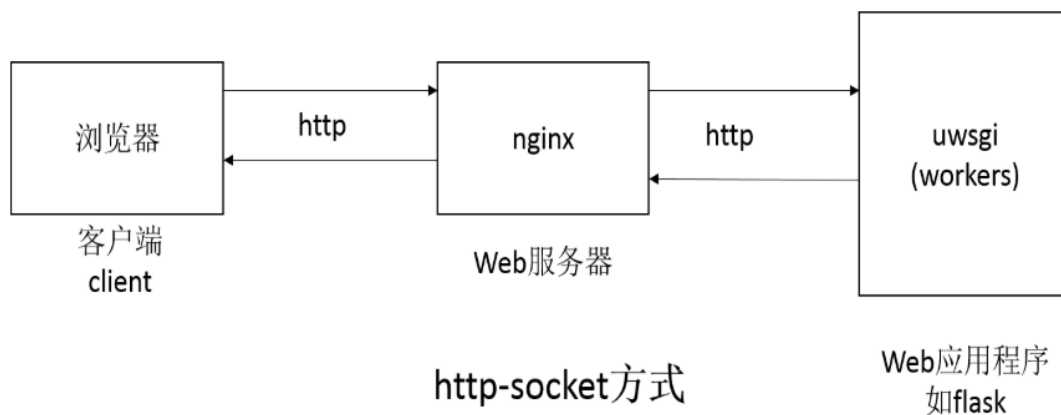 浏览器
客户端
client
http
nginx
Web服务器
http
uwsgi
(workers)
Web应用程序
如flask
http-socket方式